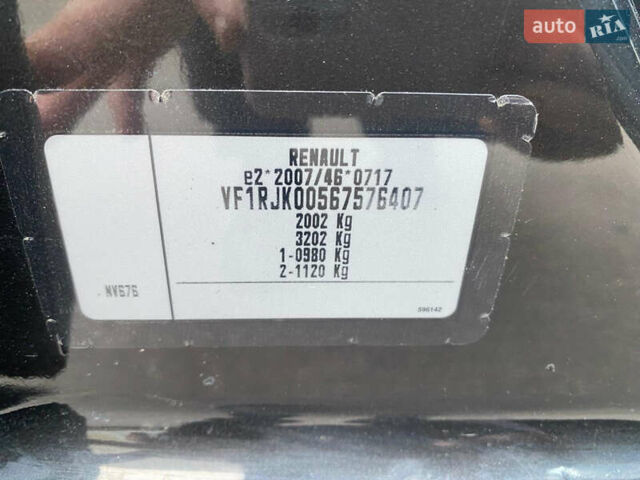 auto RIA.com
RENAULT
e2*2007/46*0717
VF1RJK00567576407
2002 Kg
3202 Kg
1-0980 Kg
2-1120 Kg
NV676
596142